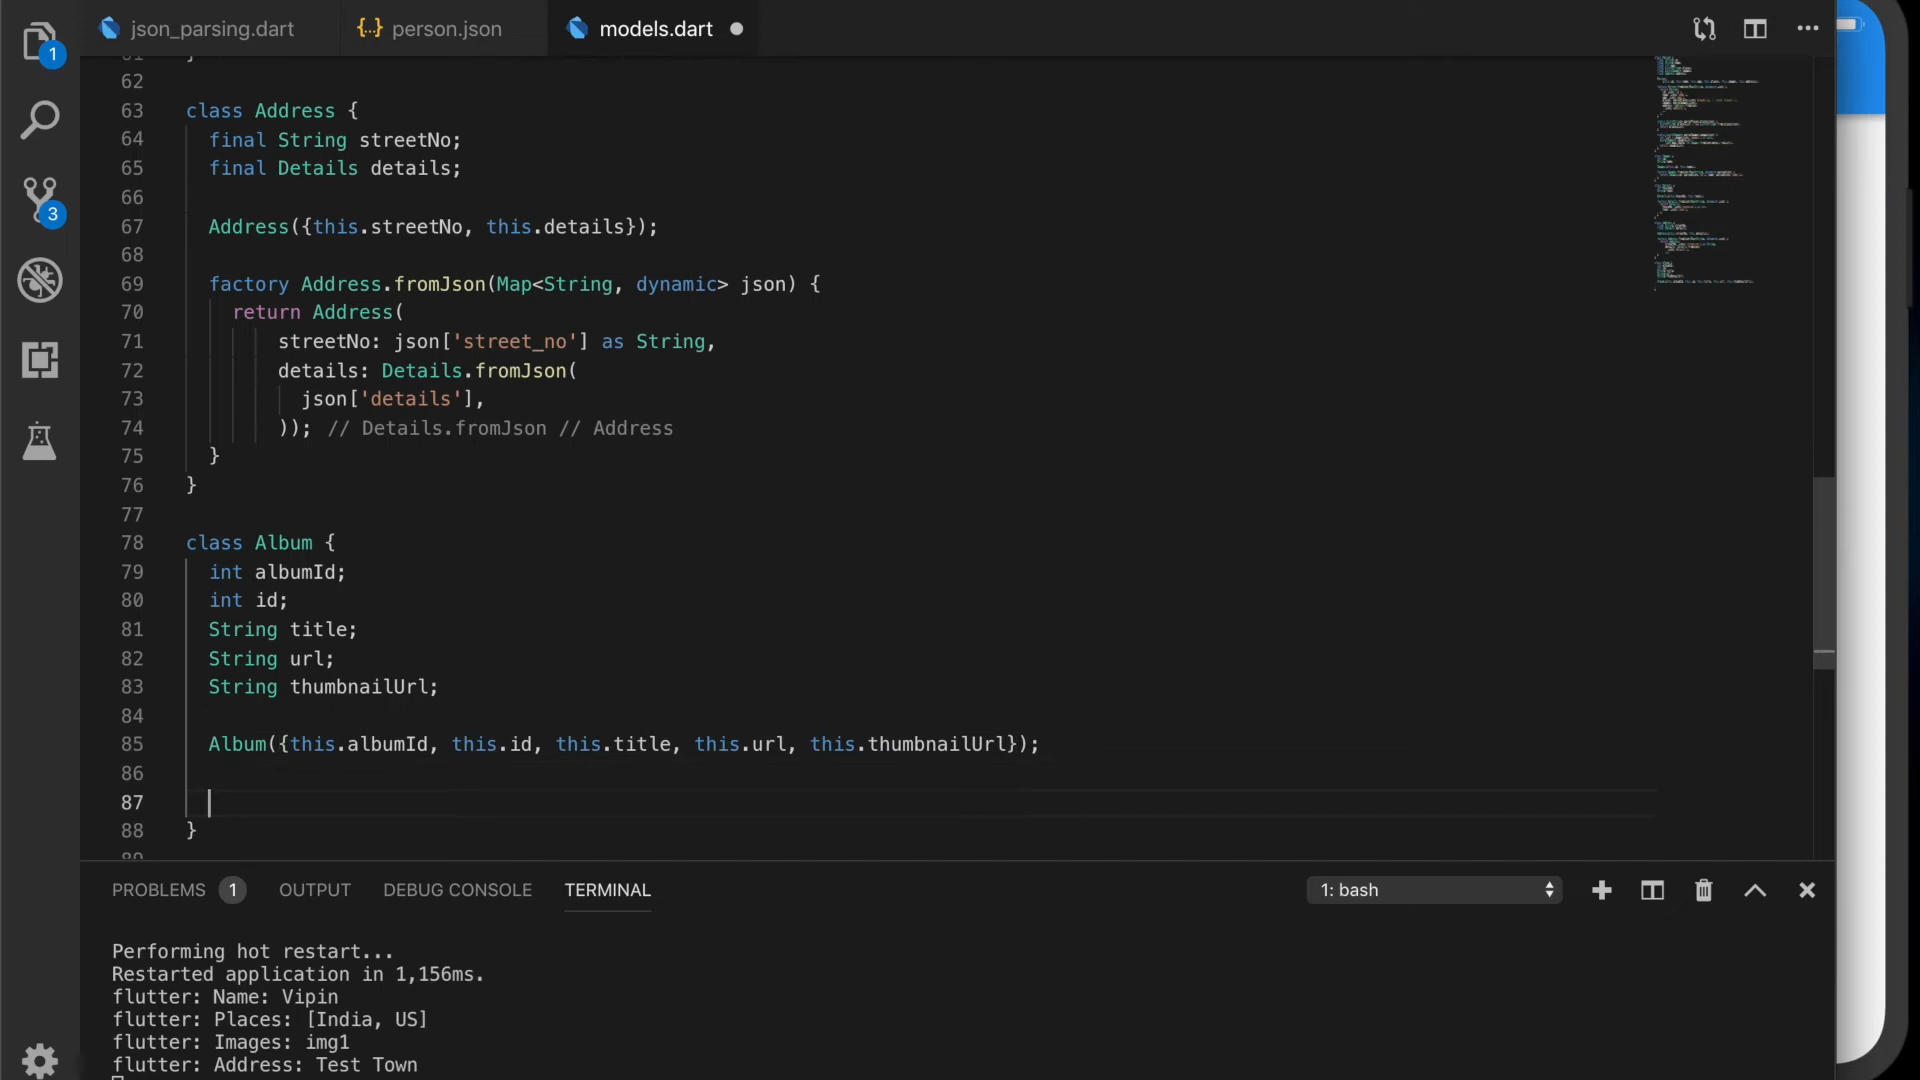 json_parsing.dart
{..} person.json
models.dart
1
3
62
63 class Address {
64 final String streetNo;
65 final Details details;
66
67 Address({this.streetNo, this.details});
68
69 factory Address.fromJson(Map<String, dynamic> json) {
70 return Address(
71 streetNo: json['street_no'] as String,
72 details: Details.fromJson(
73 json['details'],
74 )); // Details.fromJson // Address
75 }
76 }
77
78 class Album {
79 int albumId;
80 int id;
81 String title;
82 String url;
83 String thumbnailUrl;
84
85 Album({this.albumId, this.id, this.title, this.url, this.thumbnailUrl});
86
87
88 }
PROBLEMS 1 OUTPUT DEBUG CONSOLE TERMINAL 1: bash
Performing hot restart...
Restarted application in 1,156ms.
flutter: Name: Vipin
flutter: Places: [India, US]
flutter: Images: img1
flutter: Address: Test Town